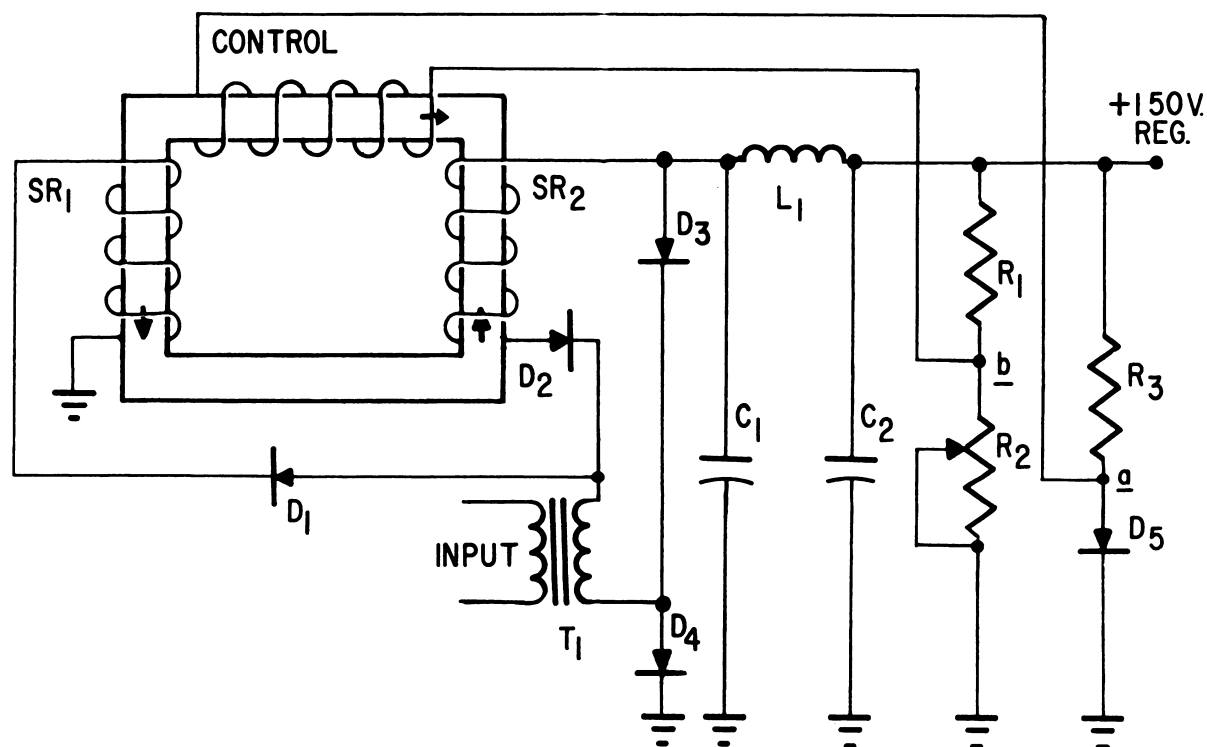 CONTROL
+150V.
REG.
SR1
SR2
D3
L1
R1
b
D2
R3
C1
C2
R2
a
D1
D5
INPUT
T1
D4